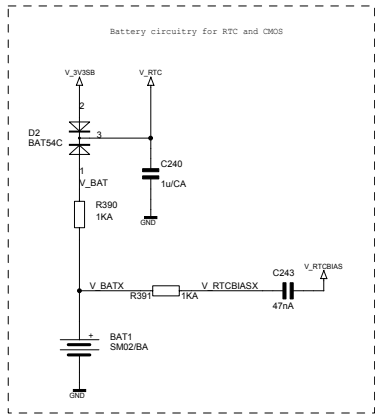 Battery circuitry for RTC and CMOS
V_3V3SB
V_RTC
2
D2
BAT54C
3
1
V_BAT
C240
1u/CA
R390
1KA
GND
V_BATX
R391
1KA
V_RTCBIASX
C243
47nA
V_RTCBIAS
+
BAT1
SM02/BA
GND